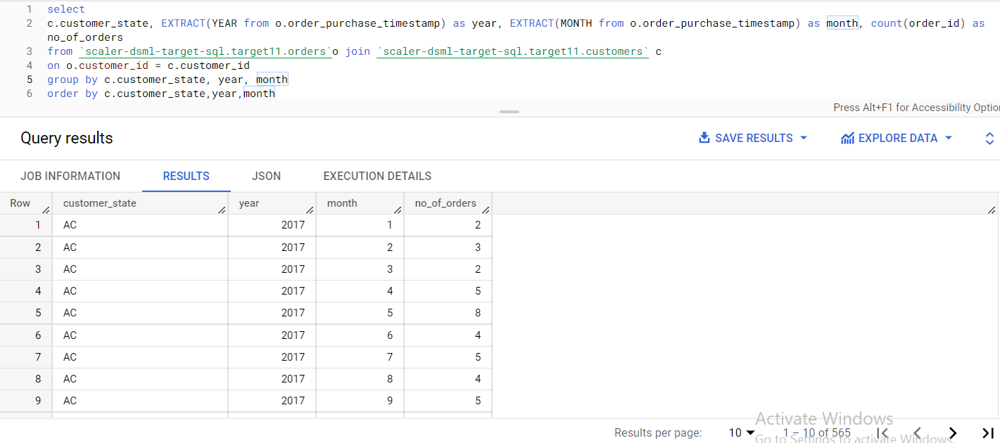 1 select
2 c.customer_state, EXTRACT(YEAR from o.order_purchase_timestamp) as year, EXTRACT(MONTH from o.order_purchase_timestamp) as month, count(order_id) as
no_of_orders
3 from `scaler-dsml-target-sql.target11.orders`o join `scaler-dsml-target-sql.target11.customers` c
4 on o.customer_id = c.customer_id
5 group by c.customer_state, year, month
6 order by c.customer_state,year,month
Press Alt+F1 for Accessibility Optio
Query results
SAVE RESULTS EXPLORE DATA
JOB INFORMATION RESULTS JSON EXECUTION DETAILS
Row customer_state year month no_of_orders
1 AC 2017 1 2
2 AC 2017 2 3
3 AC 2017 3 2
4 AC 2017 4 5
5 AC 2017 5 8
6 AC 2017 6 4
7 AC 2017 7 5
8 AC 2017 8 4
9 AC 2017 9 5
Activate Windows
Results per page: 10 1 – 10 of 565
Go to Settings to activate Windows.